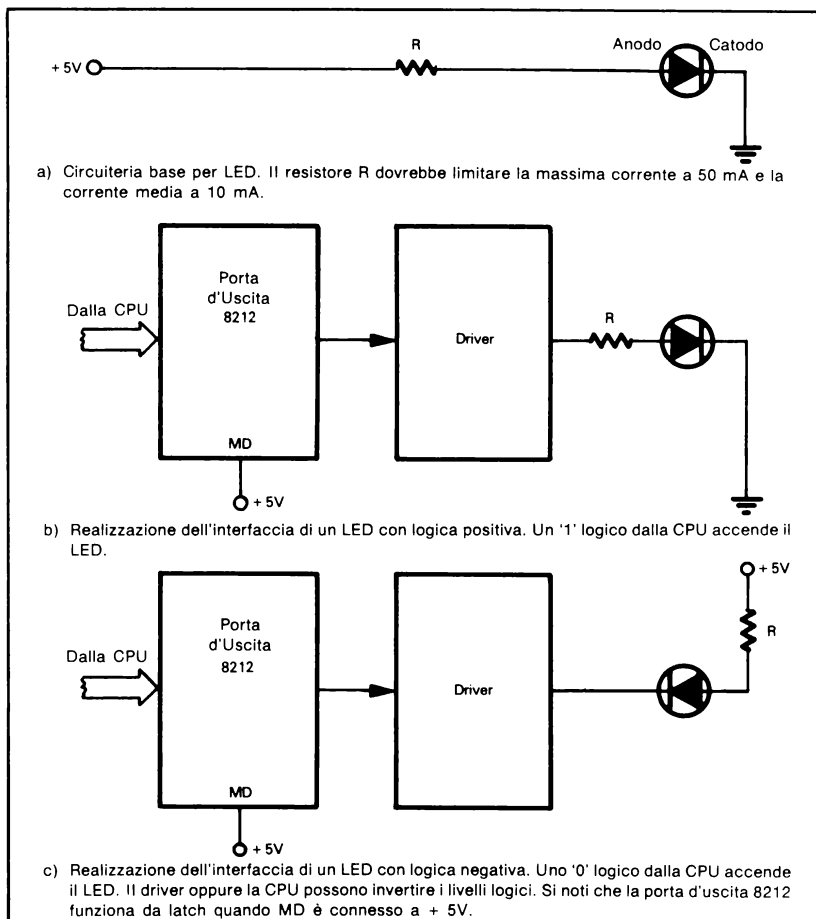 R
Anodo Catodo
+ 5V
a) Circuiteria base per LED. Il resistore R dovrebbe limitare la massima corrente a 50 mA e la
corrente media a 10 mA.
Porta
d'Uscita
8212
Dalla CPU
Driver
R
MD
+ 5V
b) Realizzazione dell'interfaccia di un LED con logica positiva. Un '1' logico dalla CPU accende il
LED.
+ 5V
Porta
d'Uscita
8212
R
Dalla CPU
Driver
MD
+ 5V
c) Realizzazione dell'interfaccia di un LED con logica negativa. Uno '0' logico dalla CPU accende
il LED. Il driver oppure la CPU possono invertire i livelli logici. Si noti che la porta d'uscita 8212
funziona da latch quando MD è connesso a + 5V.